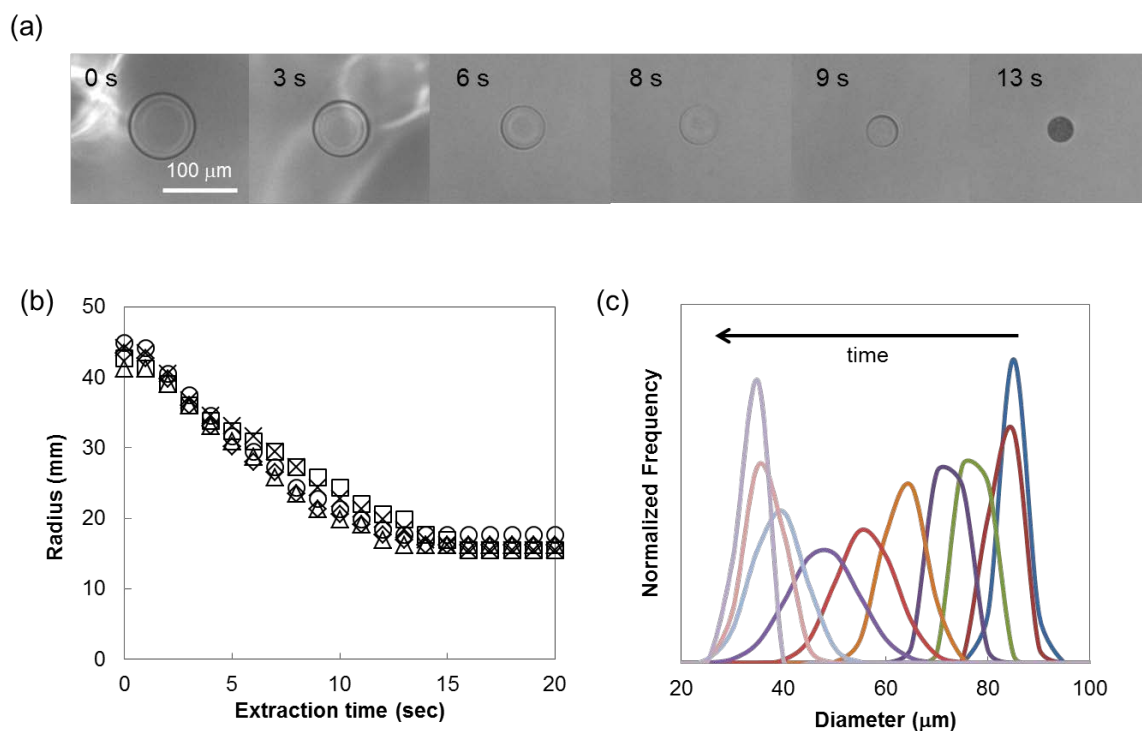 (a)
0 s 3 s 6 s 8 s 9 s 13 s
100 μm
(b)
50
40
30
20
10
0
Radius (mm)
0 5 10 15 20
Extraction time (sec)
(c)
time
Normalized Frequency
20 40 60 80 100
Diameter (μm)